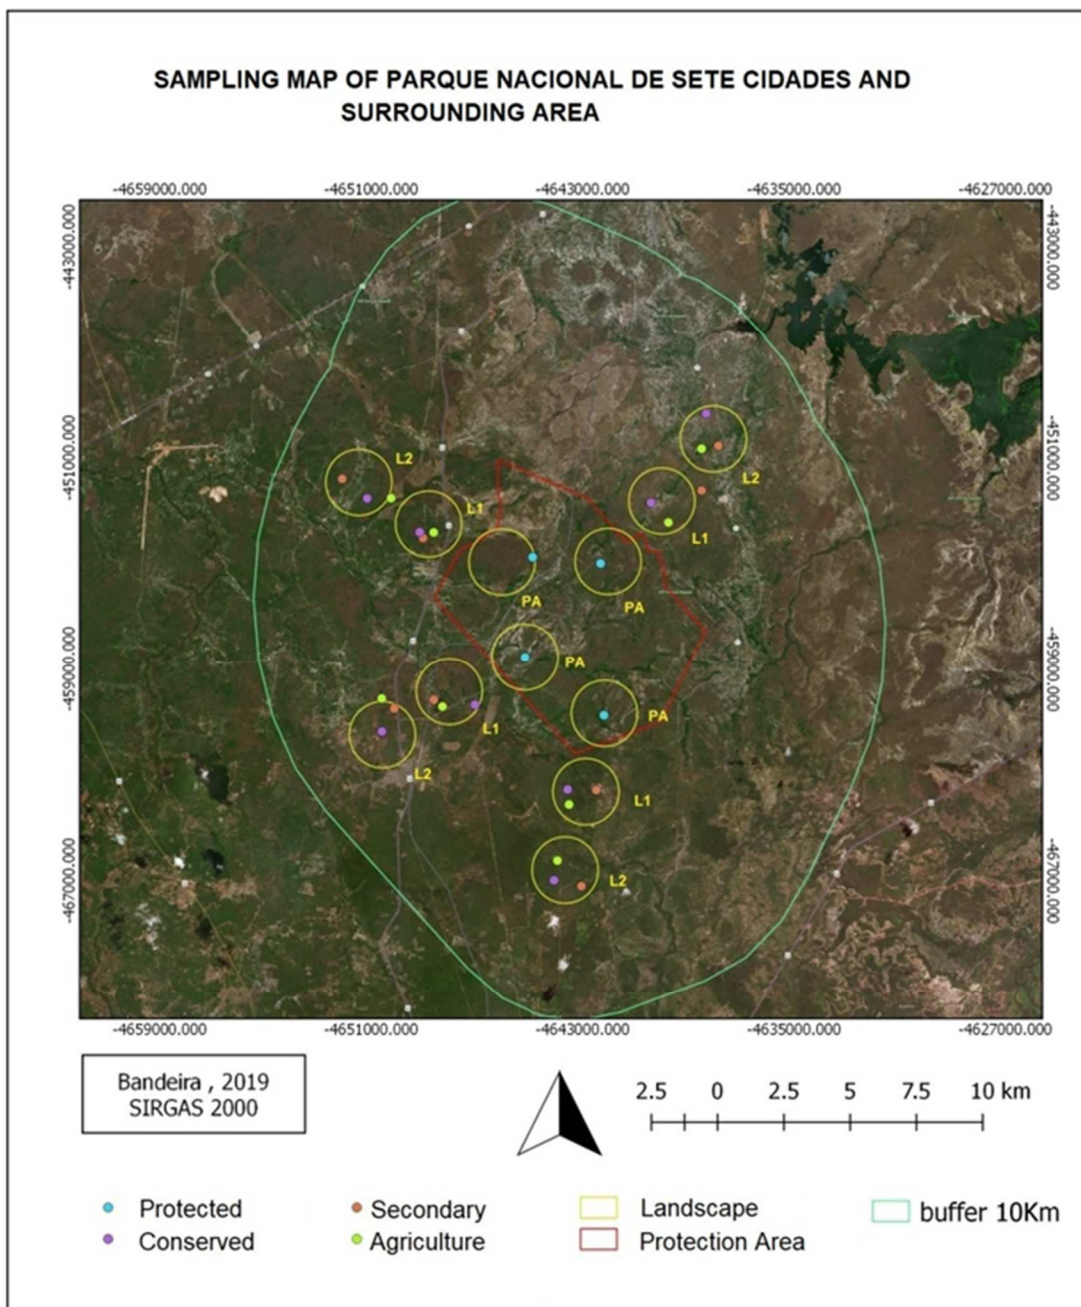 SAMPLING MAP OF PARQUE NACIONAL DE SETE CIDADES AND
SURROUNDING AREA
-4659000.000 -4651000.000 -4643000.000 -4635000.000 -4627000.000
-443000.000 -443000.000
-451000.000 -451000.000
-459000.000 -459000.000
-467000.000 -467000.000
L2
L2
L1
L1
PA
PA
PA
PA
L1
L2
L1
L2
-4659000.000 -4651000.000 -4643000.000 -4635000.000 -4627000.000
Bandeira , 2019
SIRGAS 2000
2.5 0 2.5 5 7.5 10 km
Protected Secondary Landscape buffer 10Km
Conserved Agriculture Protection Area